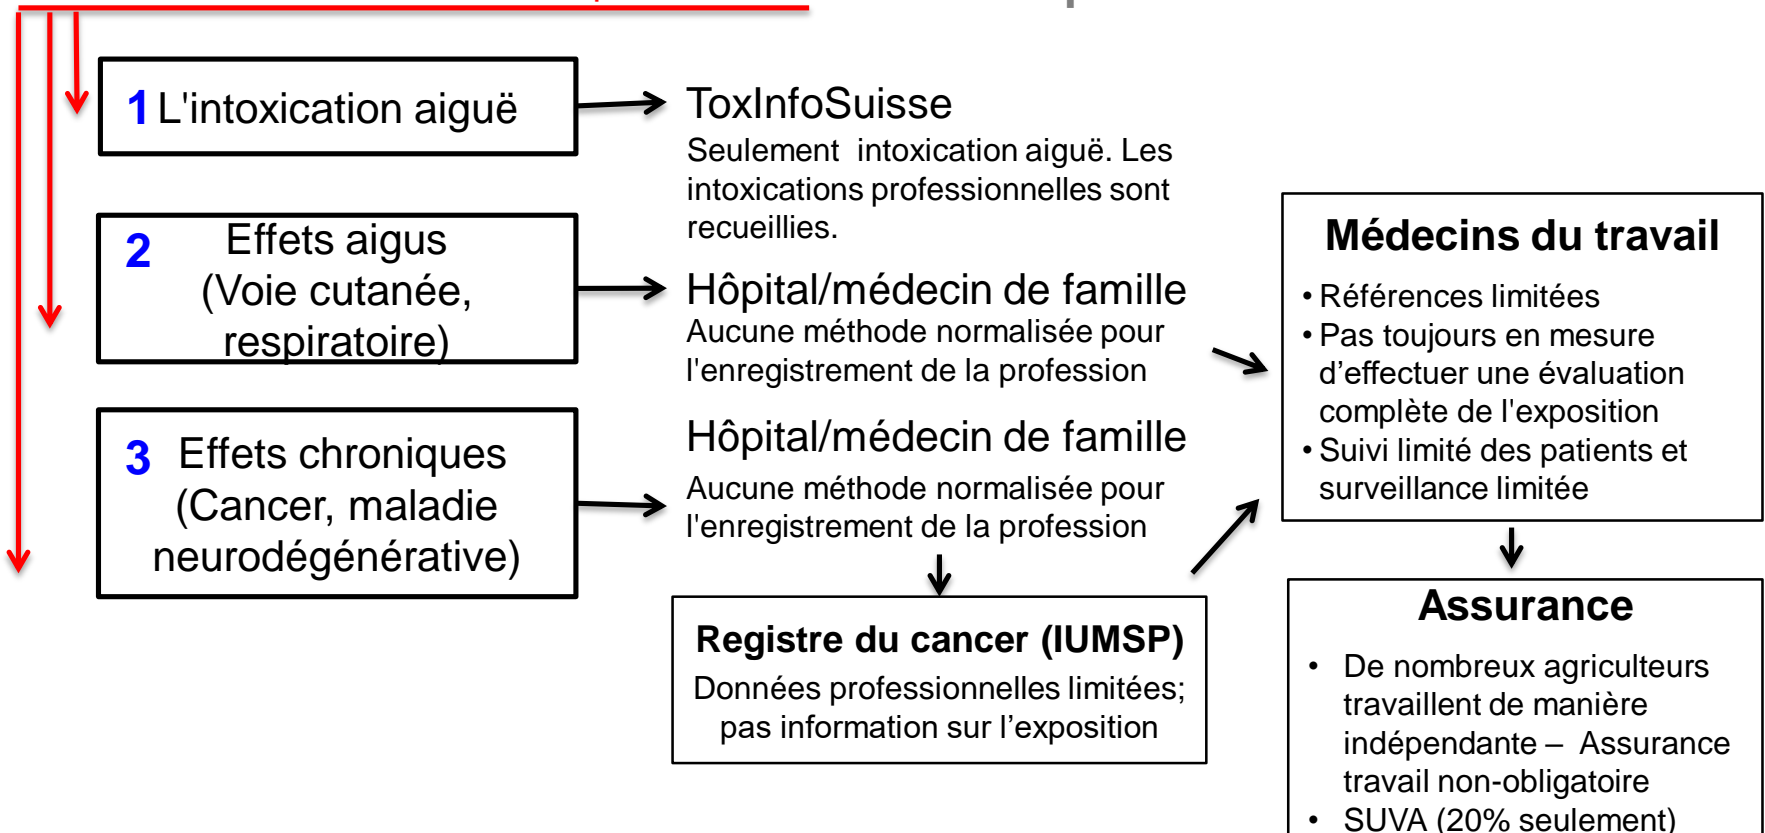 1 L'intoxication aiguë
ToxInfoSuisse
Seulement intoxication aiguë. Les
intoxications professionnelles sont
recueillies.
2 Effets aigus
(Voie cutanée,
respiratoire)
Hôpital/médecin de famille
Aucune méthode normalisée pour
l'enregistrement de la profession
3 Effets chroniques
(Cancer, maladie
neurodégénérative)
Hôpital/médecin de famille
Aucune méthode normalisée pour
l'enregistrement de la profession
Registre du cancer (IUMSP)
Données professionnelles limitées;
pas information sur l’exposition
Médecins du travail
• Références limitées
• Pas toujours en mesure
d’effectuer une évaluation
complète de l'exposition
• Suivi limité des patients et
surveillance limitée
Assurance
• De nombreux agriculteurs
travaillent de manière
indépendante – Assurance
travail non-obligatoire
• SUVA (20% seulement)